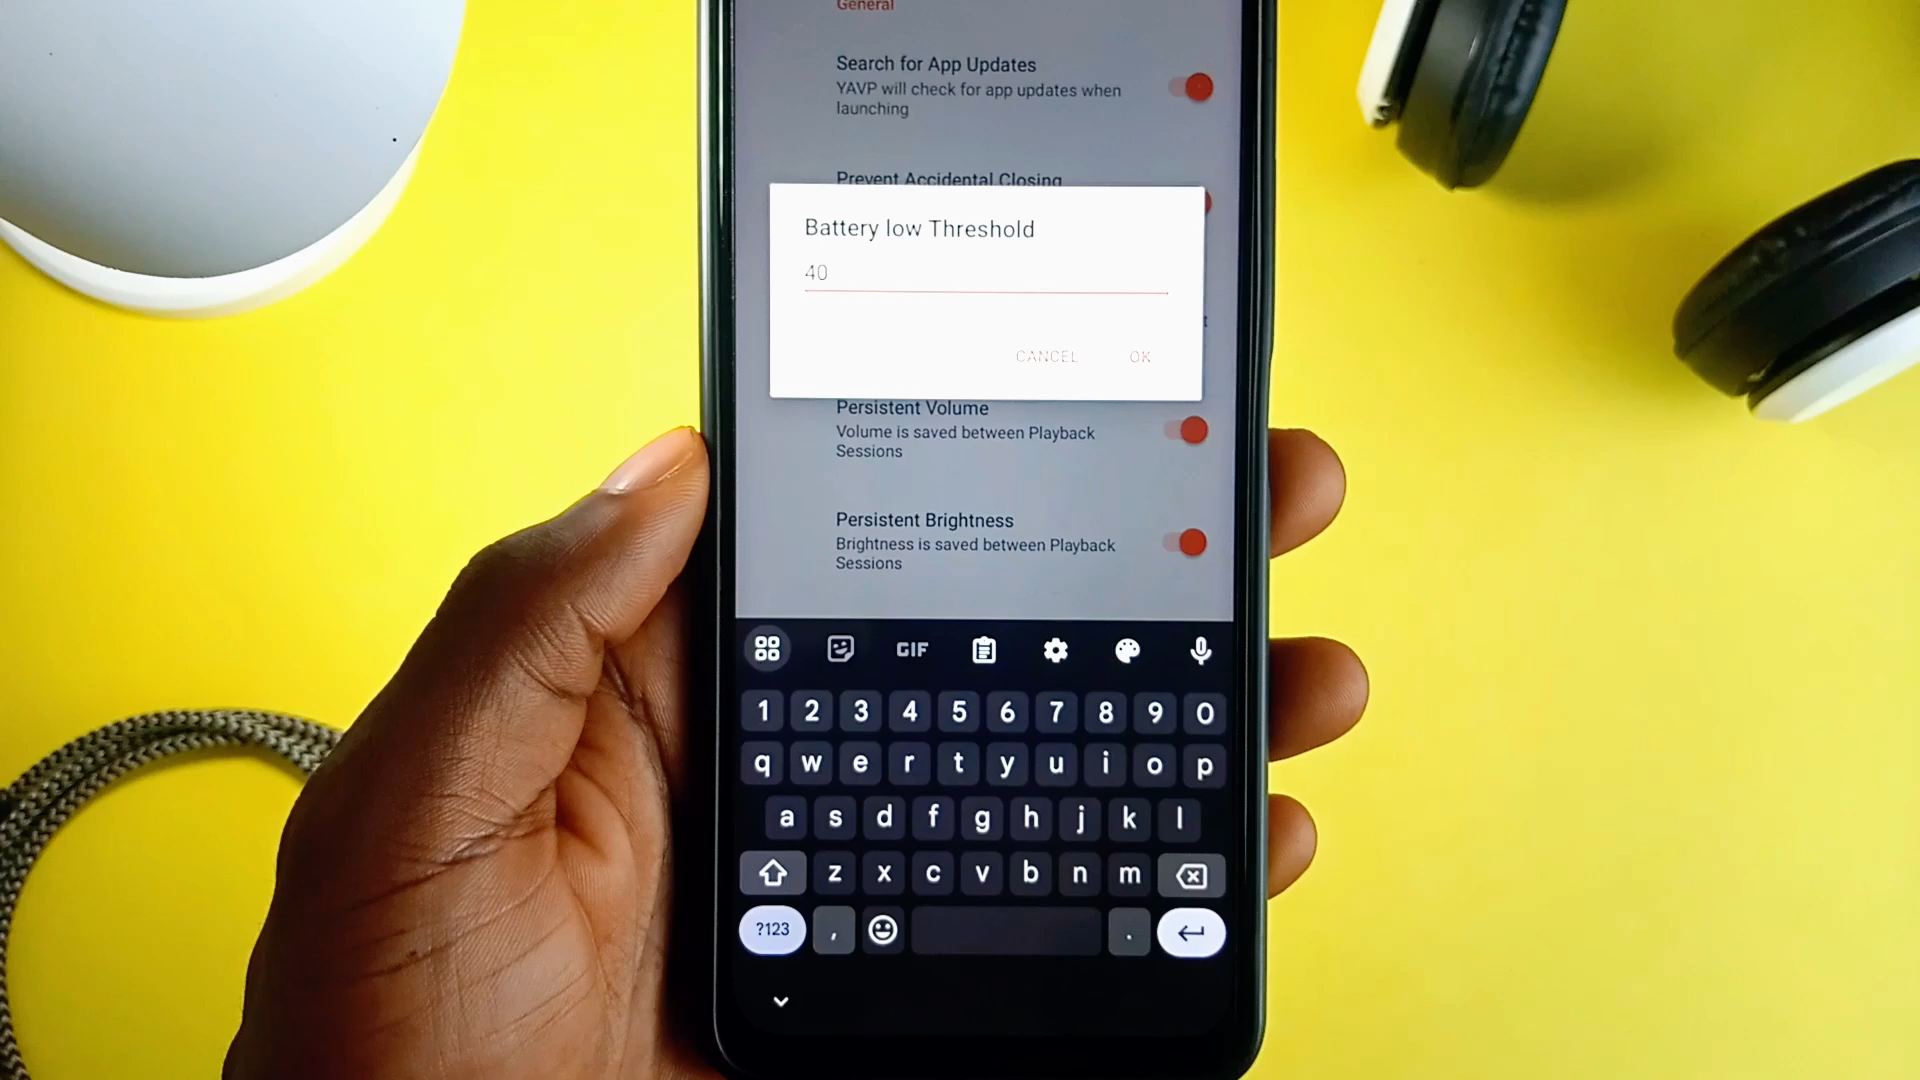 General
Search for App Updates
YAVP will check for app updates when
launching
Prevent Accidental Closing
Battery low Threshold
40
t
CANCEL OK
Persistent Volume
Volume is saved between Playback
Sessions
Persistent Brightness
Brightness is saved between Playback
Sessions
GIF
1 2 3 4 5 6 7 8 9 0
q w e r t y u i o p
a s d f g h j k l
z x c v b n m
?123 , .